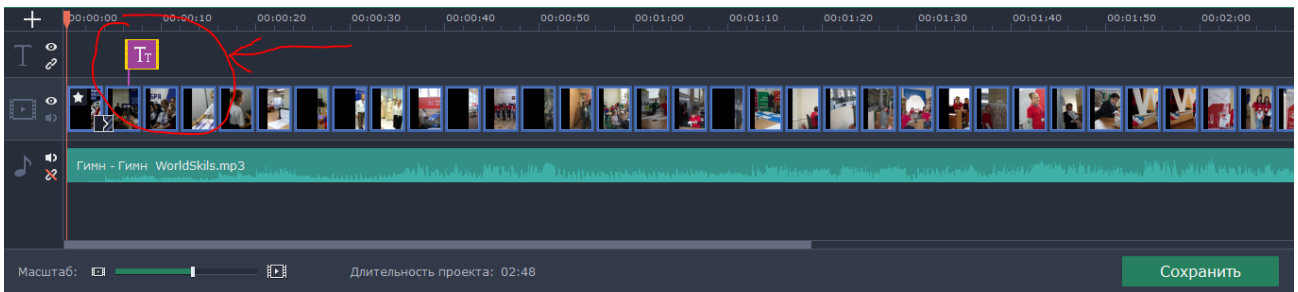 00:00:00 00:00:10 00:00:20 00:00:30 00:00:40 00:00:50 00:01:00 00:01:10 00:01:20 00:01:30 00:01:40 00:01:50 00:02:00
T
Tт
Гимн - Гимн WorldSkils.mp3
Масштаб: Длительность проекта: 02:48 Сохранить